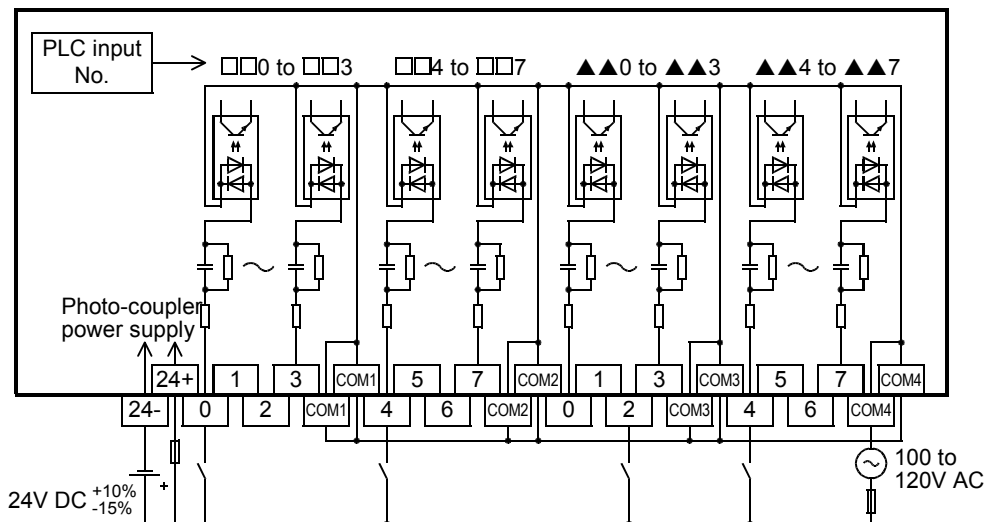 PLC input
No.
□□0 to □□3 □□4 to □□7 ▲▲0 to ▲▲3 ▲▲4 to ▲▲7
Photo-coupler
power supply
24+ 1 3 COM1 5 7 COM2 1 3 COM3 5 7 COM4
24- 0 2 COM1 4 6 COM2 0 2 COM3 4 6 COM4
24V DC +10%
-15%
+
100 to
120V AC